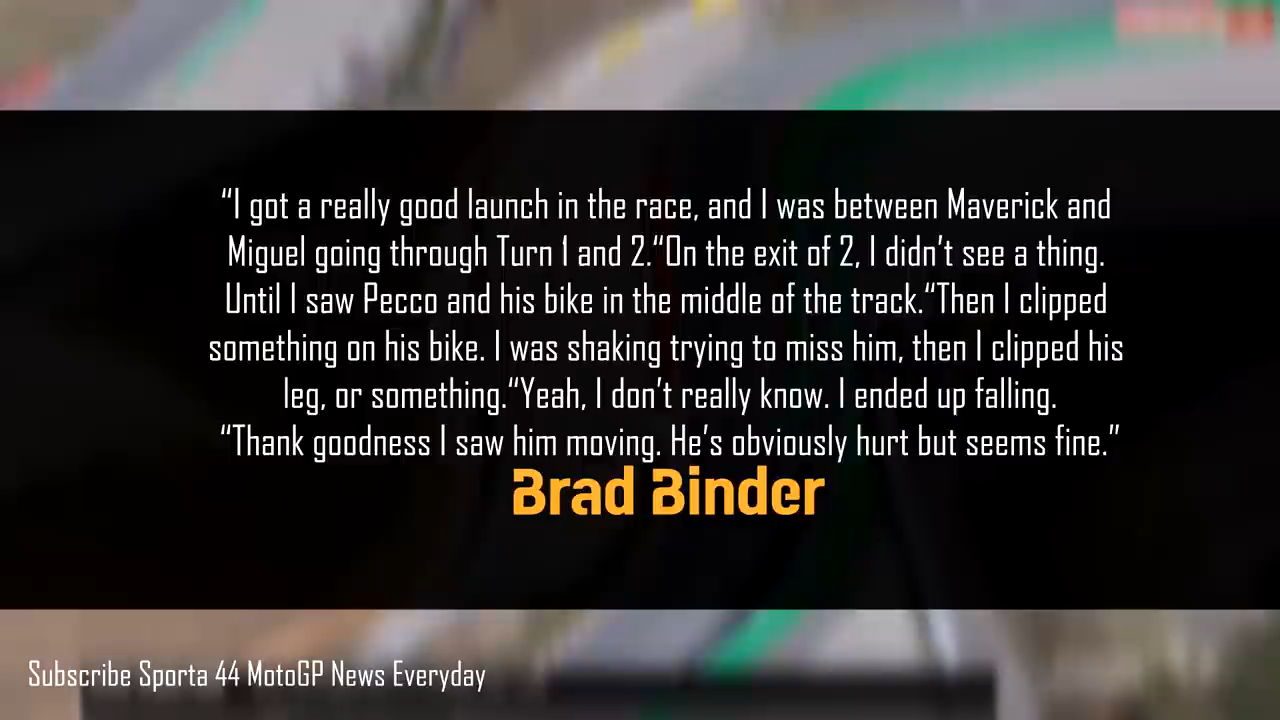 “I got a really good launch in the race, and I was between Maverick and
Miguel going through Turn 1 and 2.“On the exit of 2, I didn’t see a thing.
Until I saw Pecco and his bike in the middle of the track.“Then I clipped
something on his bike. I was shaking trying to miss him, then I clipped his
leg, or something.“Yeah, I don’t really know. I ended up falling.
“Thank goodness I saw him moving. He’s obviously hurt but seems fine.”
Brad Binder
Subscribe Sporta 44 MotoGP News Everyday